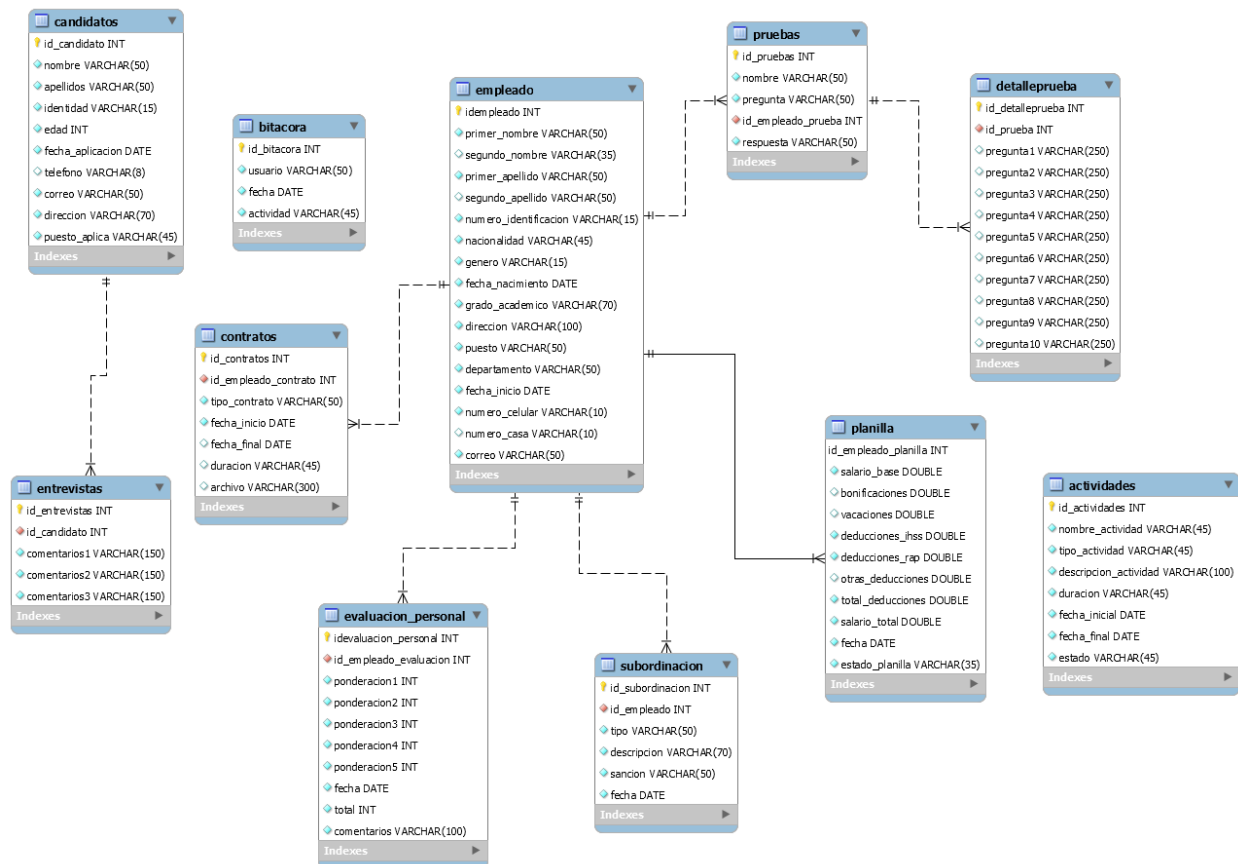 candidatos
id_candidato INT
nombre VARCHAR(50)
apellidos VARCHAR(50)
identidad VARCHAR(15)
edad INT
fecha_aplicacion DATE
telefono VARCHAR(8)
correo VARCHAR(50)
direccion VARCHAR(70)
puesto_aplica VARCHAR(45)
Indexes
bitacora
id_bitacora INT
usuario VARCHAR(50)
fecha DATE
actividad VARCHAR(45)
Indexes
empleado
idempleado INT
primer_nombre VARCHAR(50)
segundo_nombre VARCHAR(35)
primer_apellido VARCHAR(50)
segundo_apellido VARCHAR(50)
numero_identificacion VARCHAR(15)
nacionalidad VARCHAR(45)
genero VARCHAR(15)
fecha_nacimiento DATE
grado_academico VARCHAR(70)
direccion VARCHAR(100)
puesto VARCHAR(50)
departamento VARCHAR(50)
fecha_inicio DATE
numero_celular VARCHAR(10)
numero_casa VARCHAR(10)
correo VARCHAR(50)
Indexes
pruebas
id_pruebas INT
nombre VARCHAR(50)
pregunta VARCHAR(50)
id_empleado_prueba INT
respuesta VARCHAR(50)
Indexes
detalleprueba
id_detalleprueba INT
id_prueba INT
pregunta1 VARCHAR(250)
pregunta2 VARCHAR(250)
pregunta3 VARCHAR(250)
pregunta4 VARCHAR(250)
pregunta5 VARCHAR(250)
pregunta6 VARCHAR(250)
pregunta7 VARCHAR(250)
pregunta8 VARCHAR(250)
pregunta9 VARCHAR(250)
pregunta10 VARCHAR(250)
Indexes
contratos
id_contratos INT
id_empleado_contrato INT
tipo_contrato VARCHAR(50)
fecha_inicio DATE
fecha_final DATE
duracion VARCHAR(45)
archivo VARCHAR(300)
Indexes
entrevistas
id_entrevistas INT
id_candidato INT
comentarios1 VARCHAR(150)
comentarios2 VARCHAR(150)
comentarios3 VARCHAR(150)
Indexes
evaluacion_personal
idevaluacion_personal INT
id_empleado_evaluacion INT
ponderacion1 INT
ponderacion2 INT
ponderacion3 INT
ponderacion4 INT
ponderacion5 INT
fecha DATE
total INT
comentarios VARCHAR(100)
Indexes
subordinacion
id_subordinacion INT
id_empleado INT
tipo VARCHAR(50)
descripcion VARCHAR(70)
sancion VARCHAR(50)
fecha DATE
Indexes
planilla
id_empleado_planilla INT
salario_base DOUBLE
bonificaciones DOUBLE
vacaciones DOUBLE
deducciones_ihss DOUBLE
deducciones_rap DOUBLE
otras_deducciones DOUBLE
total_deducciones DOUBLE
salario_total DOUBLE
fecha DATE
estado_planilla VARCHAR(35)
Indexes
actividades
id_actividades INT
nombre_actividad VARCHAR(45)
tipo_actividad VARCHAR(45)
descripcion_actividad VARCHAR(100)
duracion VARCHAR(45)
fecha_inicial DATE
fecha_final DATE
estado VARCHAR(45)
Indexes